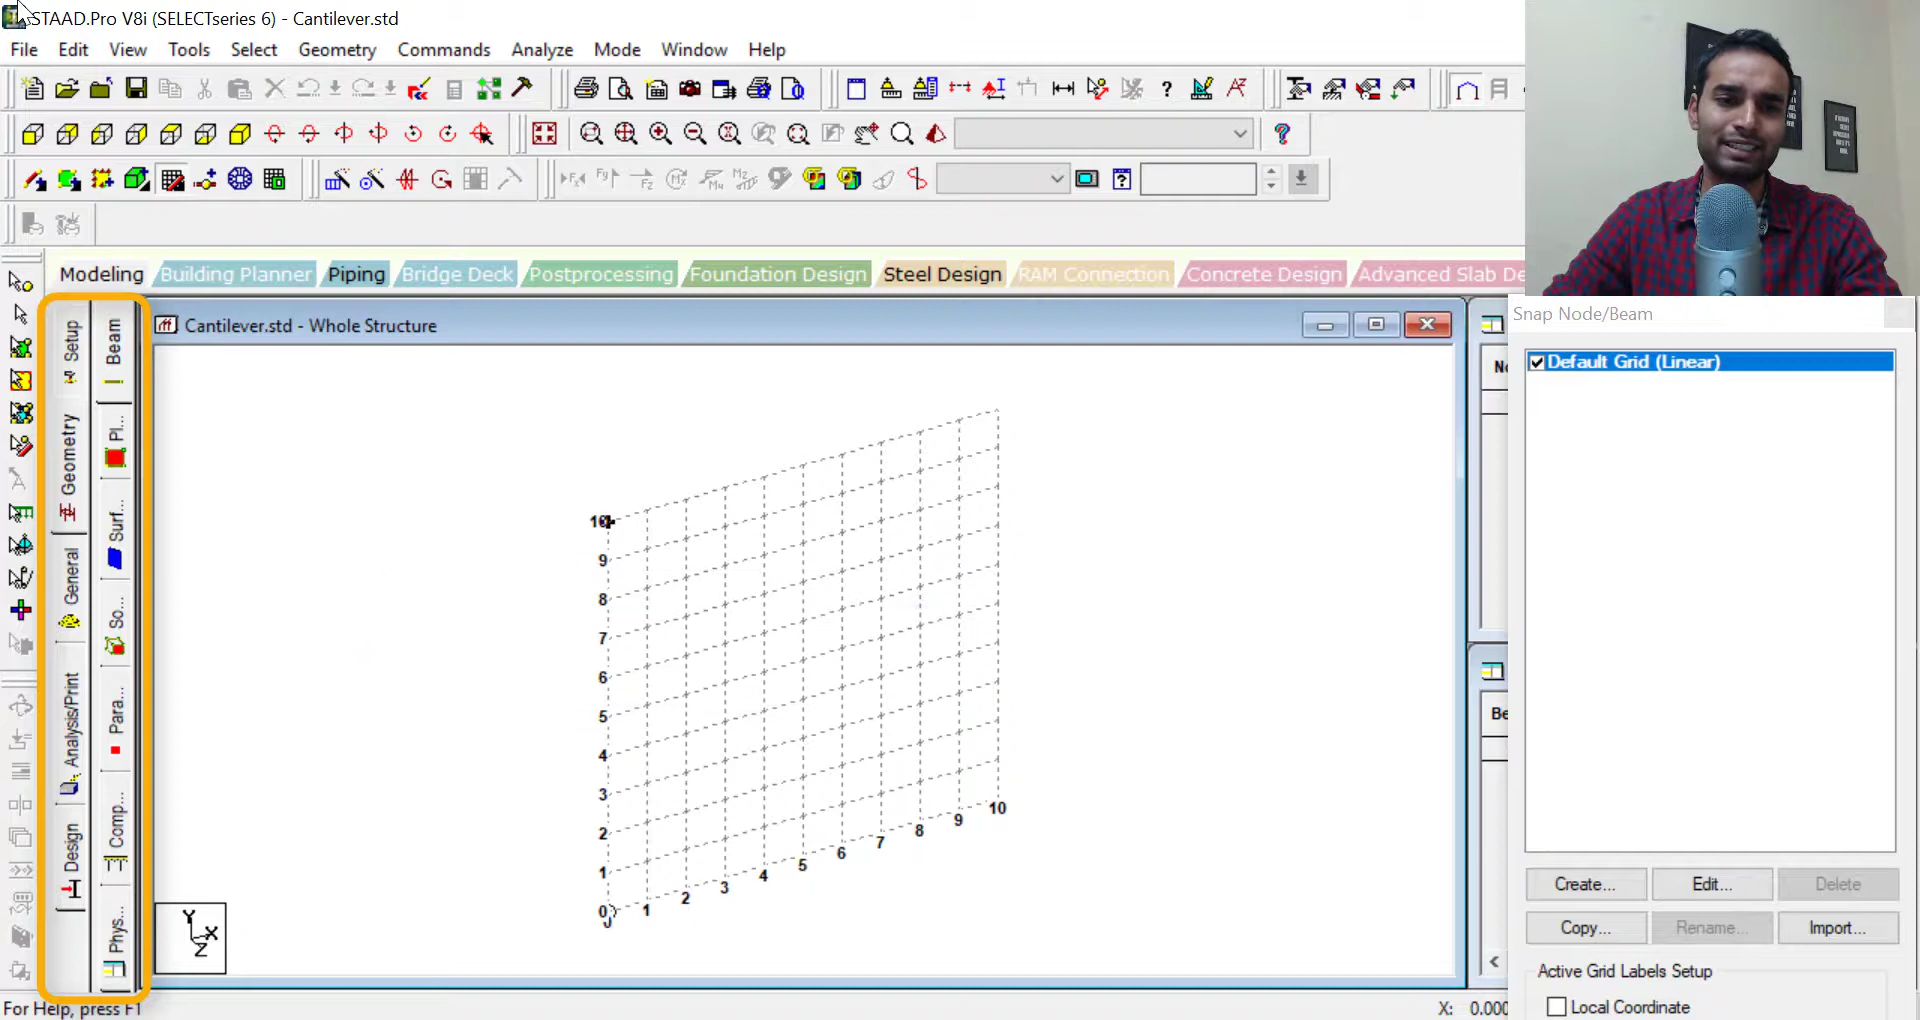 STAAD.Pro V8i (SELECTseries 6) - Cantilever.std
File Edit View Tools Select Geometry Commands Analyze Mode Window Help
Modeling Building Planner Piping Bridge Deck Postprocessing Foundation Design Steel Design RAM Connection Concrete Design Advanced Slab De
Setup
Geometry
General
Analysis/Print
Design
Beam
Pl...
Surf...
So...
Para...
Comp...
Phys...
Cantilever.std - Whole Structure
10
9
8
7
6
5
4
3
2
1
0
1
2
3
4
5
6
7
8
9
10
Y
X
Z
No
Be
Snap Node/Beam
Default Grid (Linear)
Create... Edit... Delete
Copy... Rename... Import...
Active Grid Labels Setup
Local Coordinate
For Help, press F1
X: 0.000